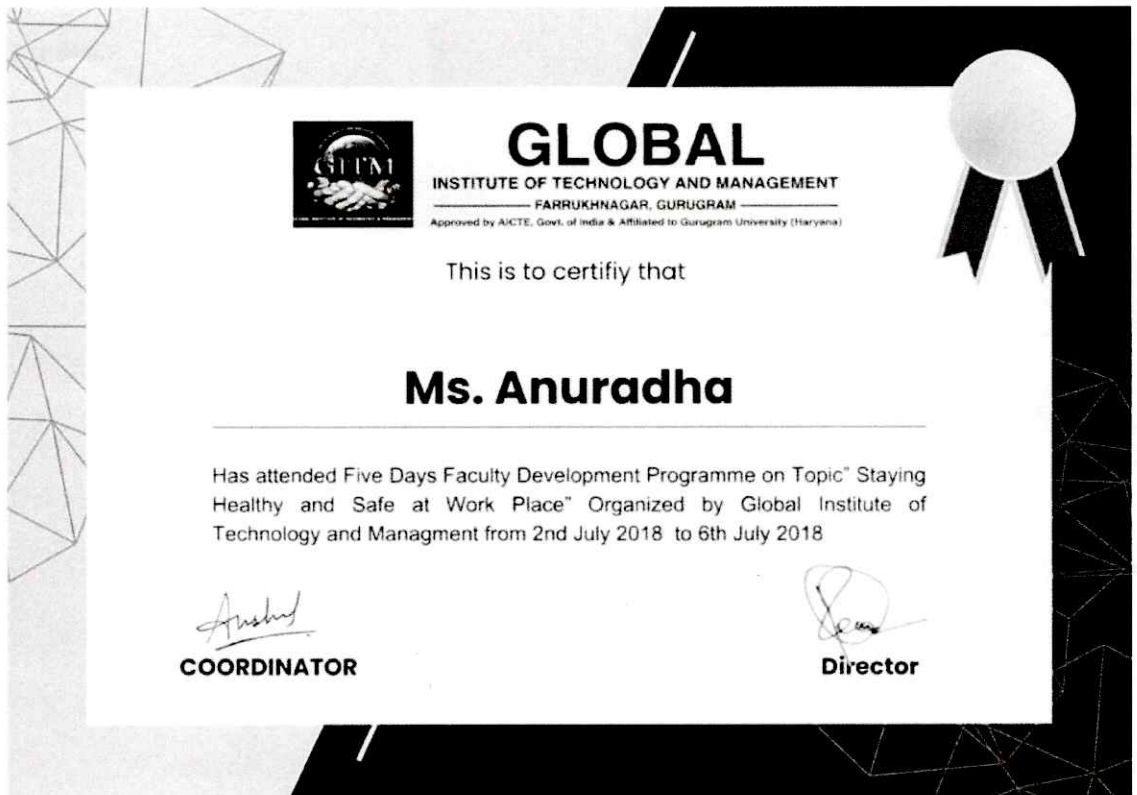 GITM
GLOBAL
INSTITUTE OF TECHNOLOGY AND MANAGEMENT
FARRUKHNAGAR, GURUGRAM
Approved by AICTE, Govt. of India & Affiliated to Gurugram University (Haryana)
This is to certifiy that
Ms. Anuradha
Has attended Five Days Faculty Development Programme on Topic" Staying
Healthy and Safe at Work Place" Organized by Global Institute of
Technology and Managment from 2nd July 2018 to 6th July 2018
COORDINATOR
Director